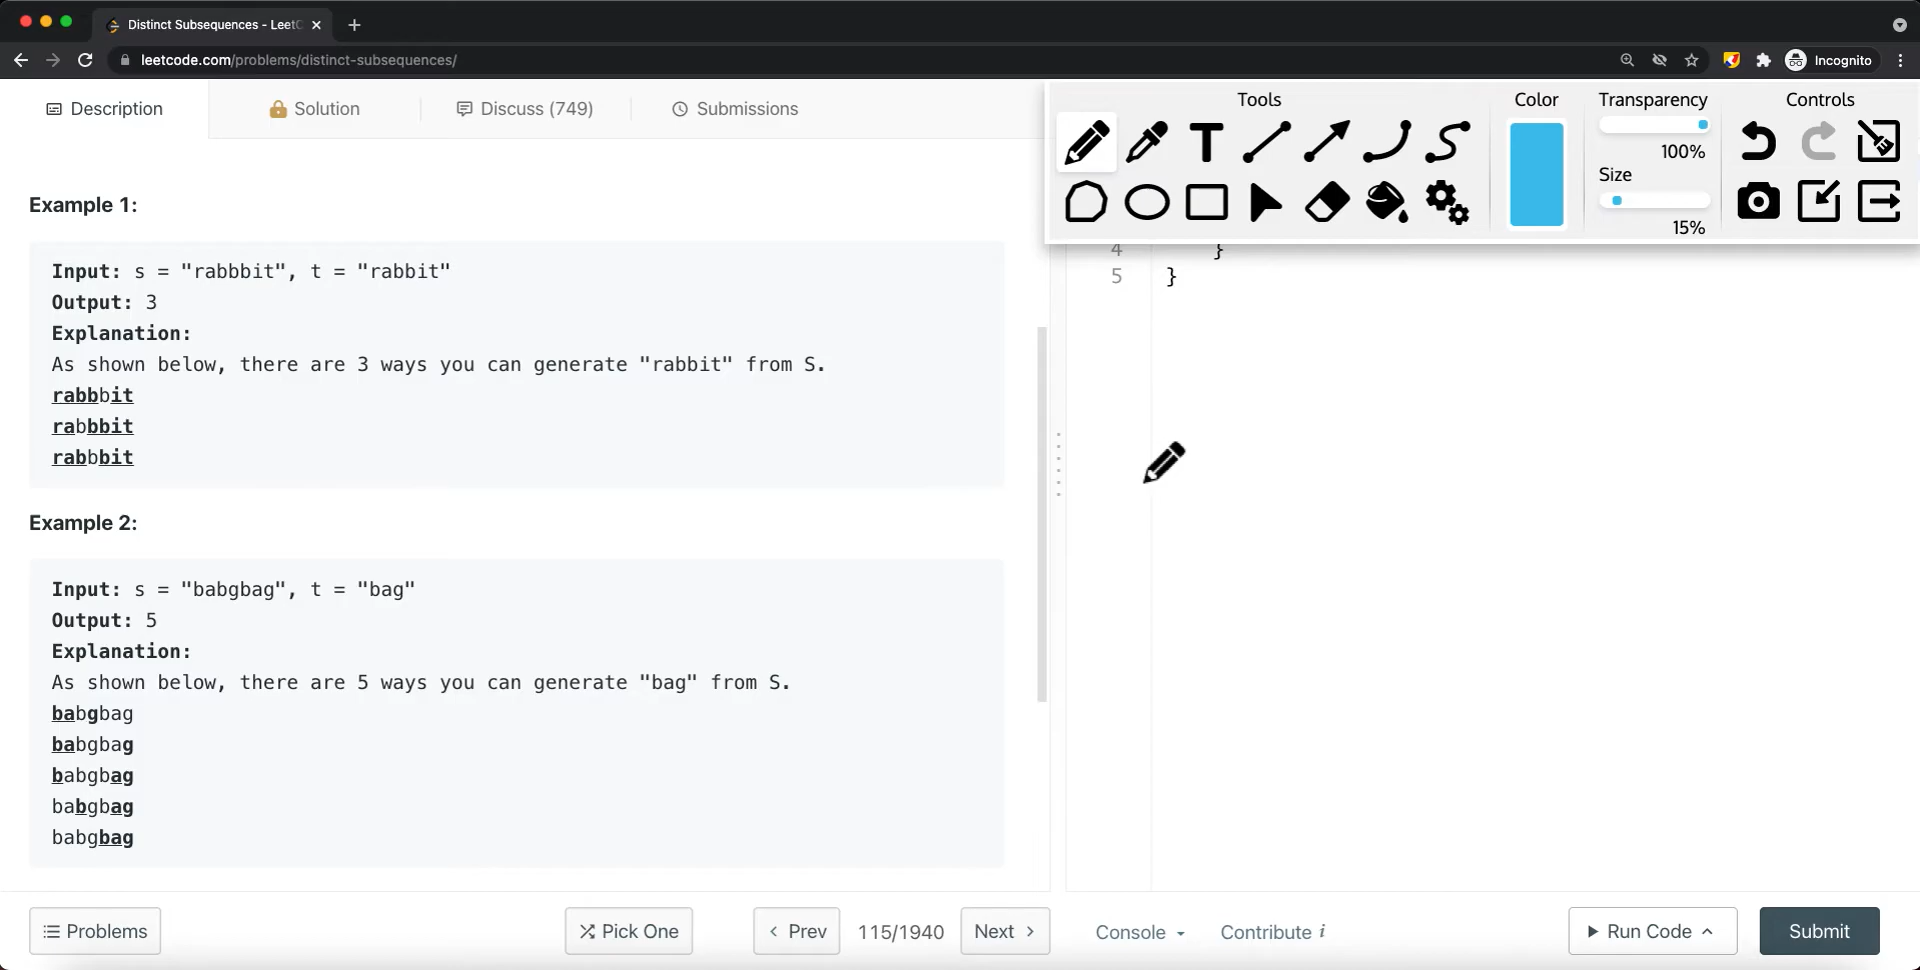 Distinct Subsequences - Leet
leetcode.com/problems/distinct-subsequences/
Incognito
Description
Solution
Discuss (749)
Submissions
Tools
Color
Transparency
Controls
100%
Size
15%
Example 1:
Input: s = "rabbbit", t = "rabbit"
Output: 3
Explanation:
As shown below, there are 3 ways you can generate "rabbit" from S.
rabbbit
rabbbit
rabbbit
Example 2:
Input: s = "babgbag", t = "bag"
Output: 5
Explanation:
As shown below, there are 5 ways you can generate "bag" from S.
babgbag
babgbag
babgbag
babgbag
babgbag
4 }
5 }
Problems
Pick One
Prev
115/1940
Next
Console
Contribute i
Run Code
Submit